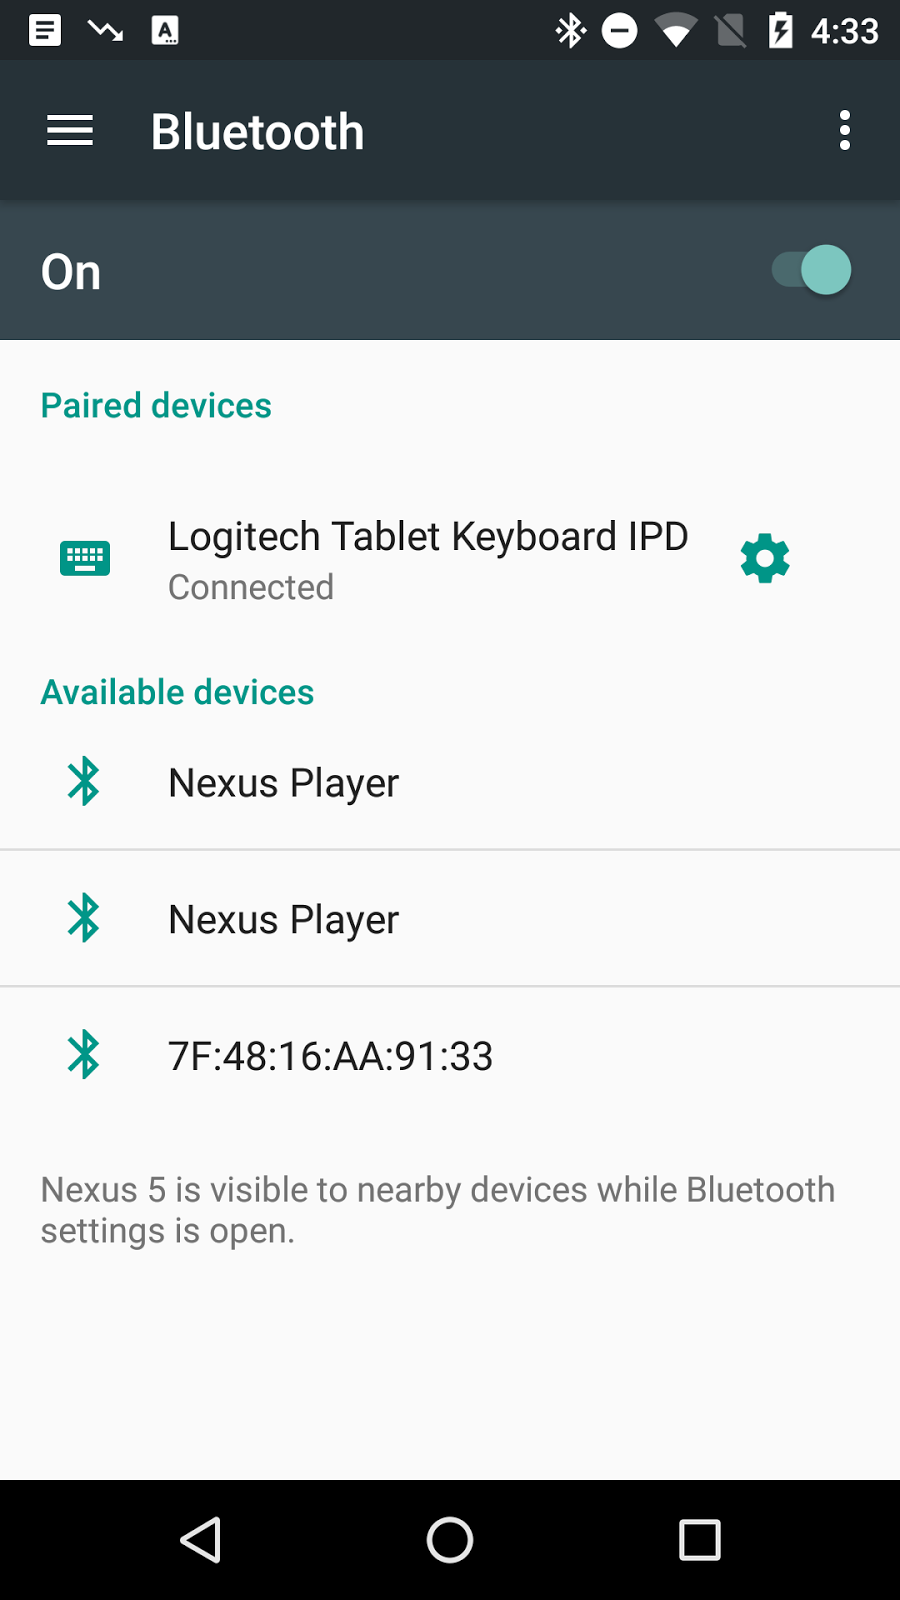 4:33
Bluetooth
On
Paired devices
Logitech Tablet Keyboard IPD
Connected
Available devices
Nexus Player
Nexus Player
7F:48:16:AA:91:33
Nexus 5 is visible to nearby devices while Bluetooth
settings is open.